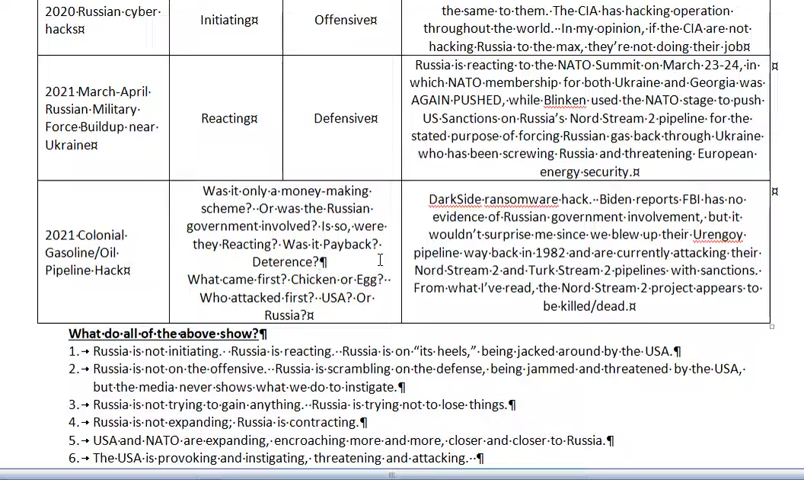 2020 Russian cyber
hacks¤
Initiating¤
Offensive¤
the same to them. The CIA has hacking operation
throughout the world. In my opinion, if the CIA are not
hacking Russia to the max, they're not doing their job¤
2021 March-April
Russian Military
Force Buildup near
Ukraine¤
Reacting¤
Defensive¤
Russia is reacting to the NATO Summit on March 23-24, in
which NATO membership for both Ukraine and Georgia was
AGAIN PUSHED, while Blinken used the NATO stage to push
US Sanctions on Russia's Nord Stream 2 pipeline for the
stated purpose of forcing Russian gas back through Ukraine
who has been screwing Russia and threatening European
energy security.¤
2021 Colonial
Gasoline/Oil
Pipeline Hack¤
Was it only a money-making
scheme? Or was the Russian
government involved? Is so, were
they Reacting? Was it Payback?
Deterence?¶
What came first? Chicken or Egg?
Who attacked first? USA? Or
Russia?¤
DarkSide ransomware hack. Biden reports FBI has no
evidence of Russian government involvement, but it
wouldn't surprise me since we blew up their Urengoy
pipeline way back in 1982 and are currently attacking their
Nord Stream 2 and Turk Stream 2 pipelines with sanctions.
From what I've read, the Nord Stream 2 project appears to
be killed/dead.¤
What do all of the above show?¶
1.→ Russia is not initiating. Russia is reacting. Russia is on "its heels," being jacked around by the USA.¶
2.→ Russia is not on the offensive. Russia is scrambling on the defense, being jammed and threatened by the USA,
but the media never shows what we do to instigate.¶
3.→ Russia is not trying to gain anything. Russia is trying not to lose things.¶
4.→ Russia is not expanding; Russia is contracting.¶
5.→ USA and NATO are expanding, encroaching more and more, closer and closer to Russia.¶
6.→ The USA is provoking and instigating, threatening and attacking. ¶